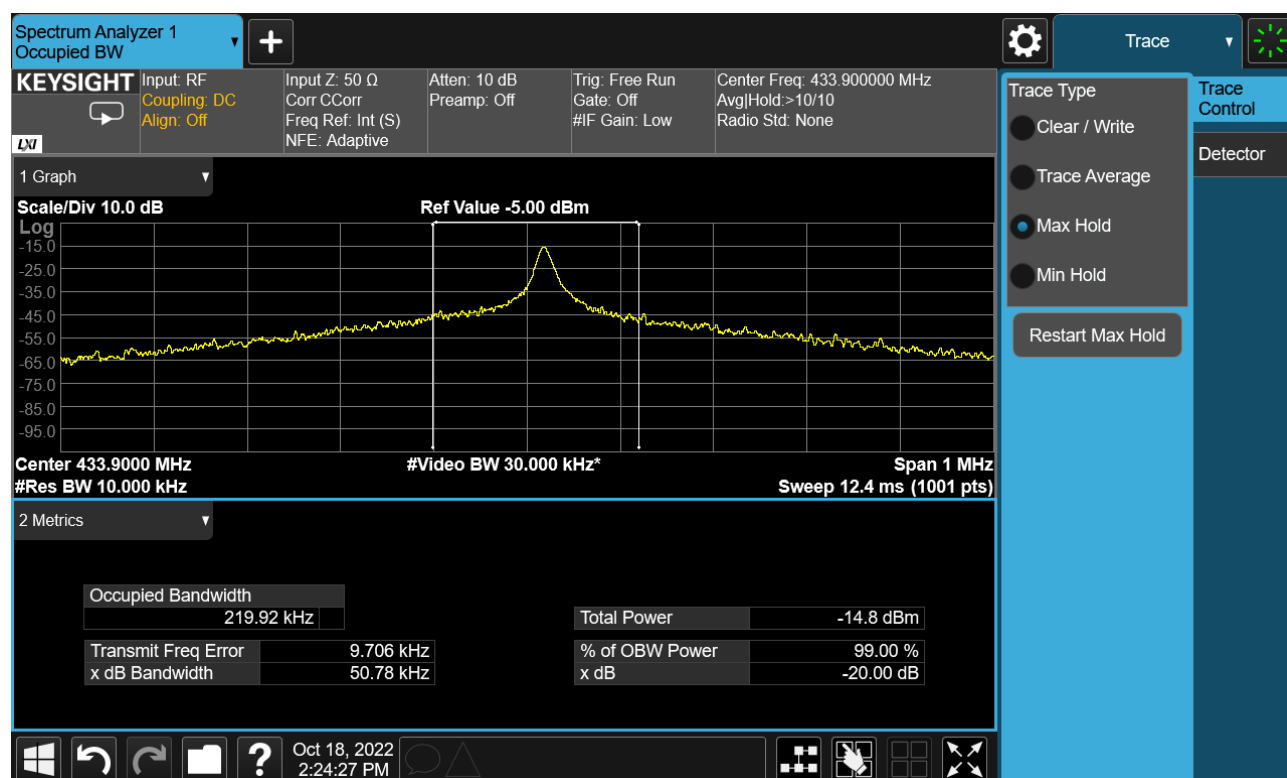 Spectrum Analyzer 1
Occupied BW
Trace
KEYSIGHT
LXI
Input: RF
Coupling: DC
Align: Off
Input Z: 50 Ω
Corr CCorr
Freq Ref: Int (S)
NFE: Adaptive
Atten: 10 dB
Preamp: Off
Trig: Free Run
Gate: Off
#IF Gain: Low
Center Freq: 433.900000 MHz
Avg|Hold:>10/10
Radio Std: None
Trace Type
Clear / Write
Trace Average
Max Hold
Min Hold
Restart Max Hold
Trace
Control
Detector
1 Graph
Scale/Div 10.0 dB
Ref Value -5.00 dBm
Log
-15.0
-25.0
-35.0
-45.0
-55.0
-65.0
-75.0
-85.0
-95.0
Center 433.9000 MHz
#Video BW 30.000 kHz*
Span 1 MHz
#Res BW 10.000 kHz
Sweep 12.4 ms (1001 pts)
2 Metrics
Occupied Bandwidth
219.92 kHz
Total Power -14.8 dBm
Transmit Freq Error 9.706 kHz
% of OBW Power 99.00 %
x dB Bandwidth 50.78 kHz
x dB -20.00 dB
?
Oct 18, 2022
2:24:27 PM